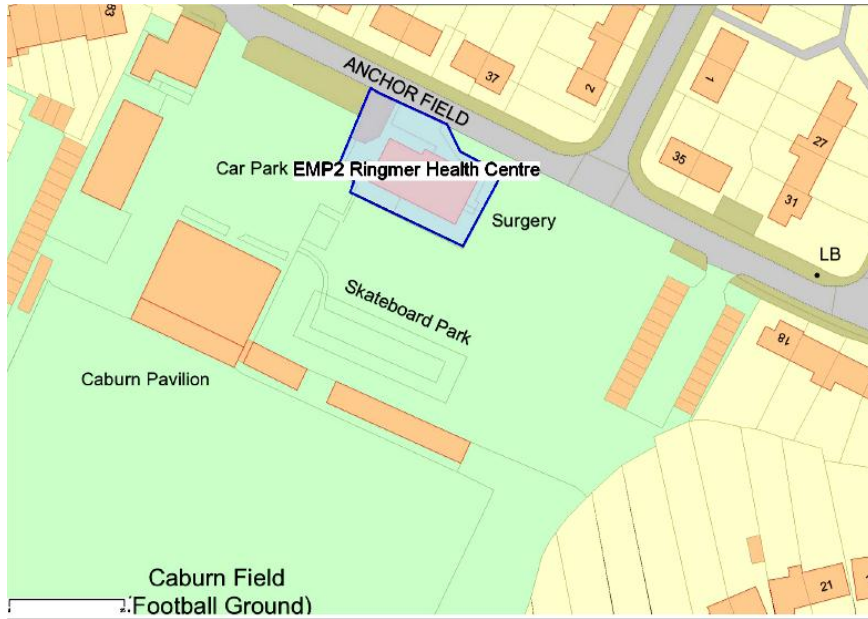 83
37
2
1
27
ANCHOR FIELD
35
31
Car Park
EMP2 Ringmer Health Centre
Surgery
LB
Skateboard Park
18
Caburn Pavilion
Caburn Field
(Football Ground)
21